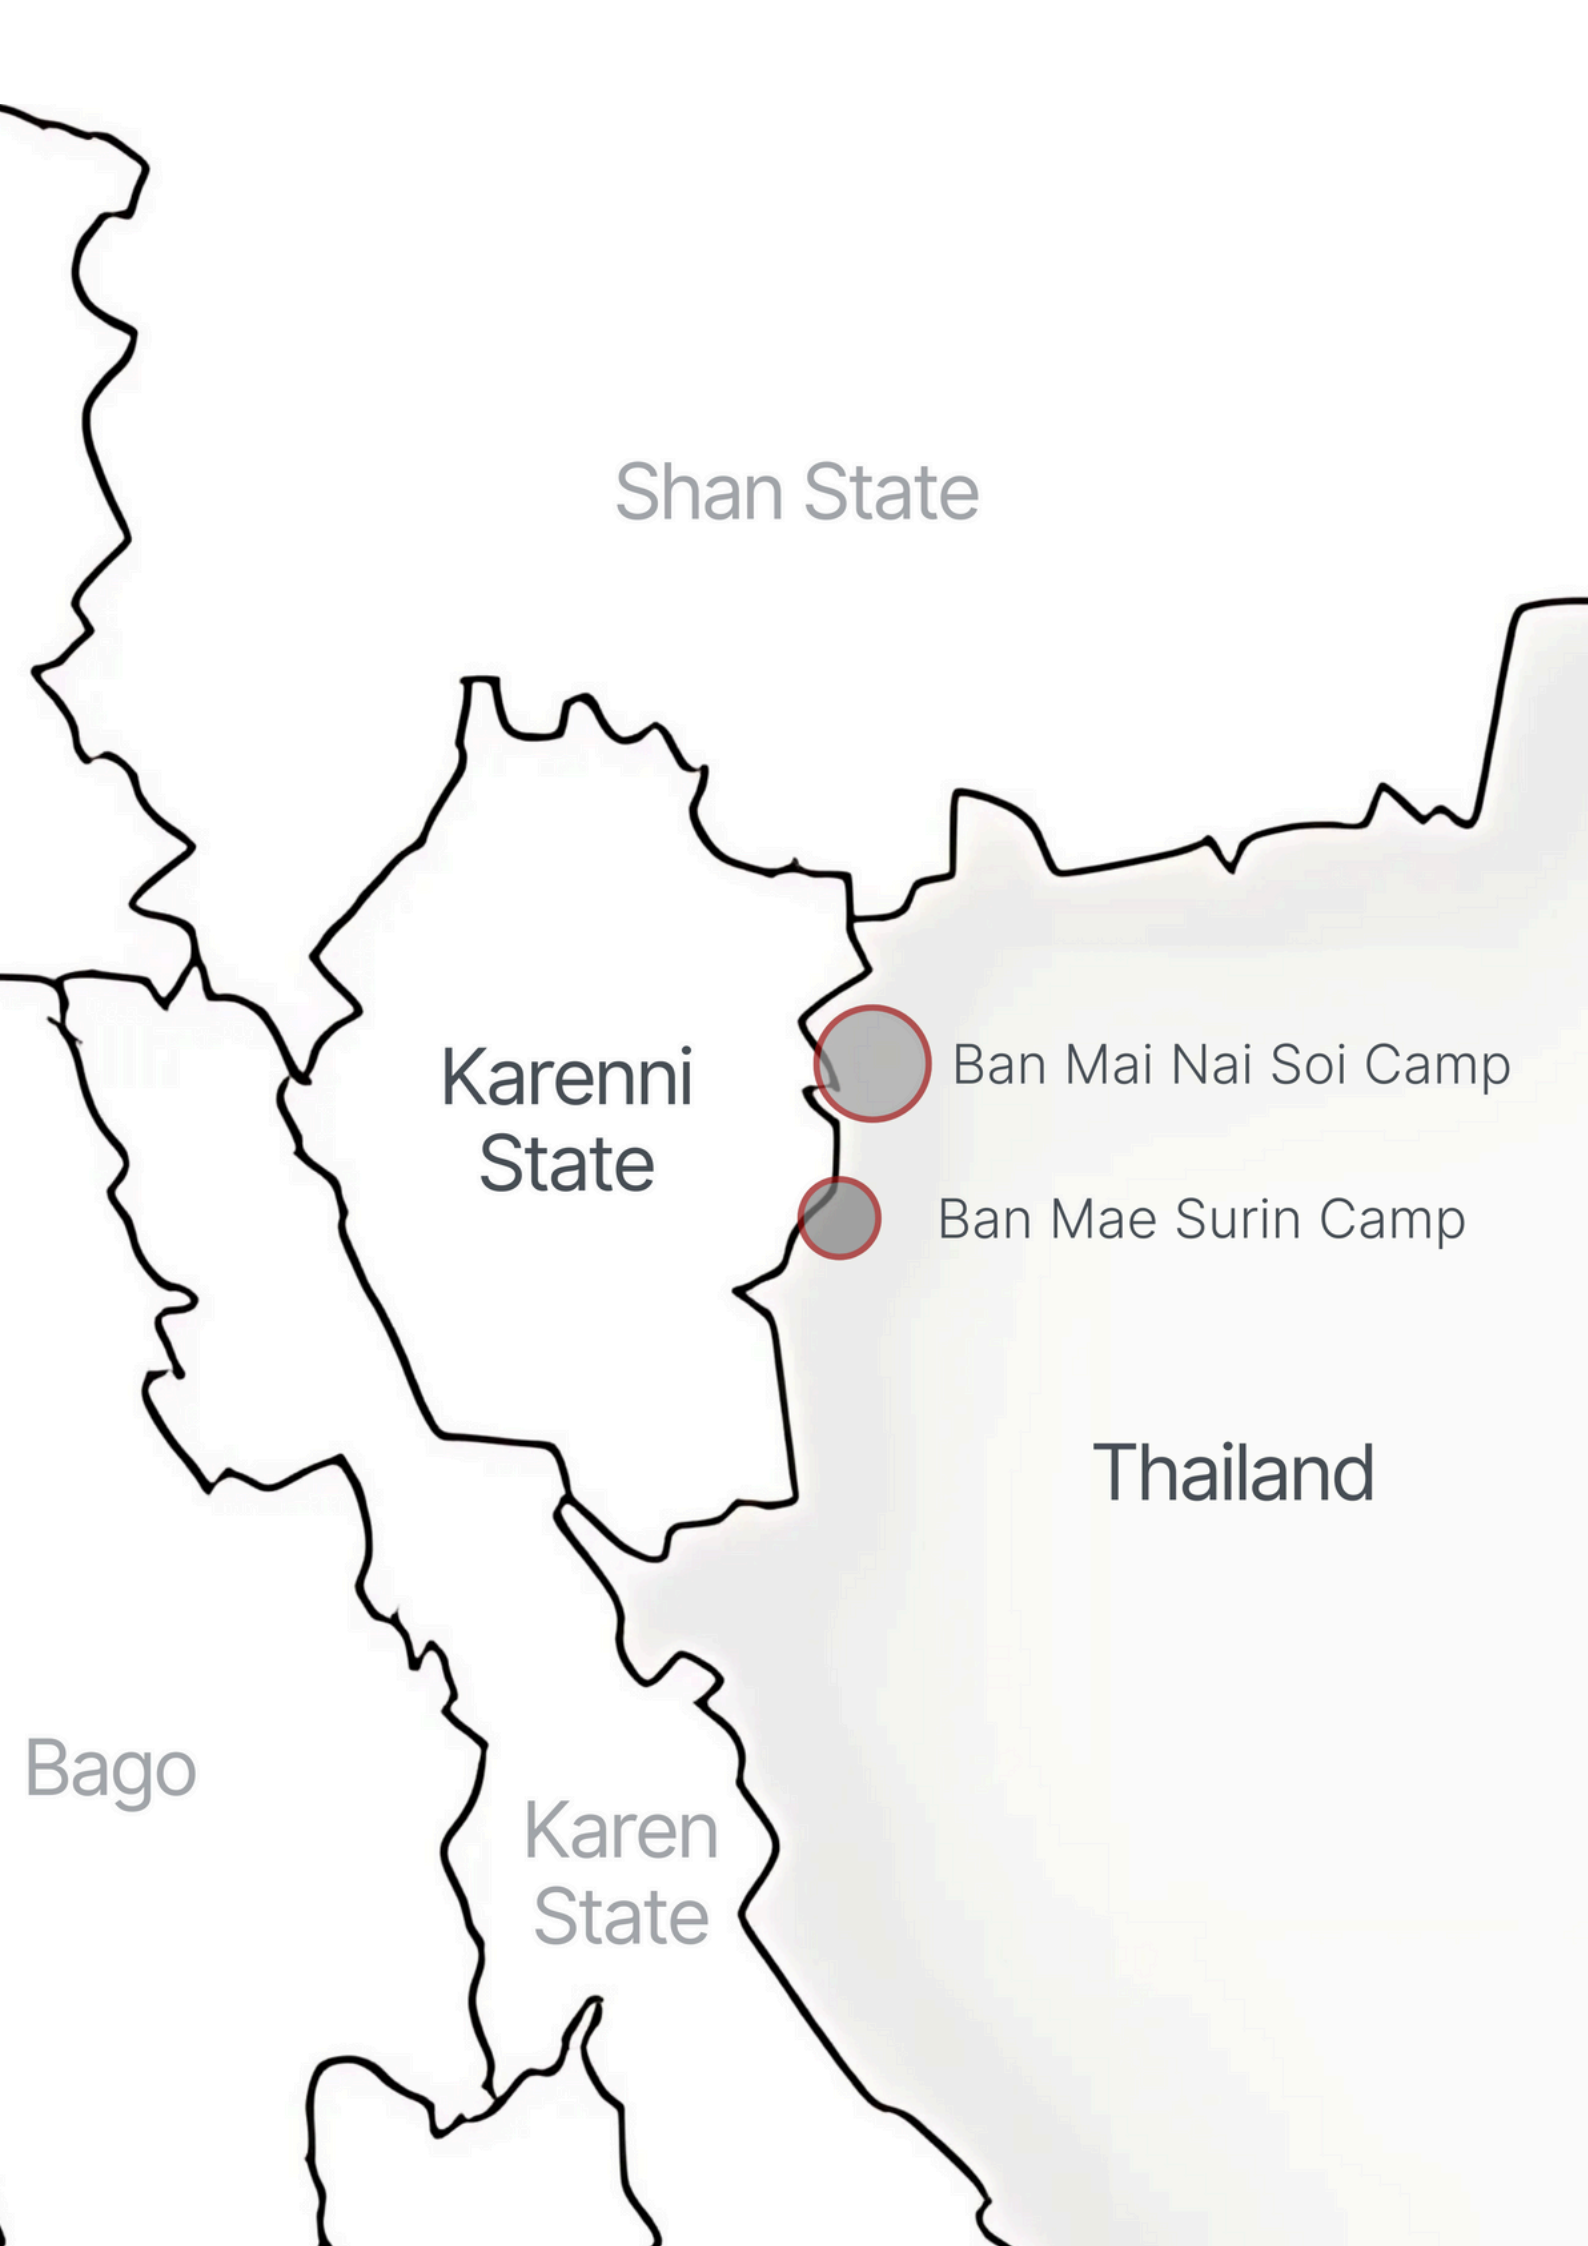 Shan State
Karenni
State
Ban Mai Nai Soi Camp
Ban Mae Surin Camp
Thailand
Bago
Karen
State